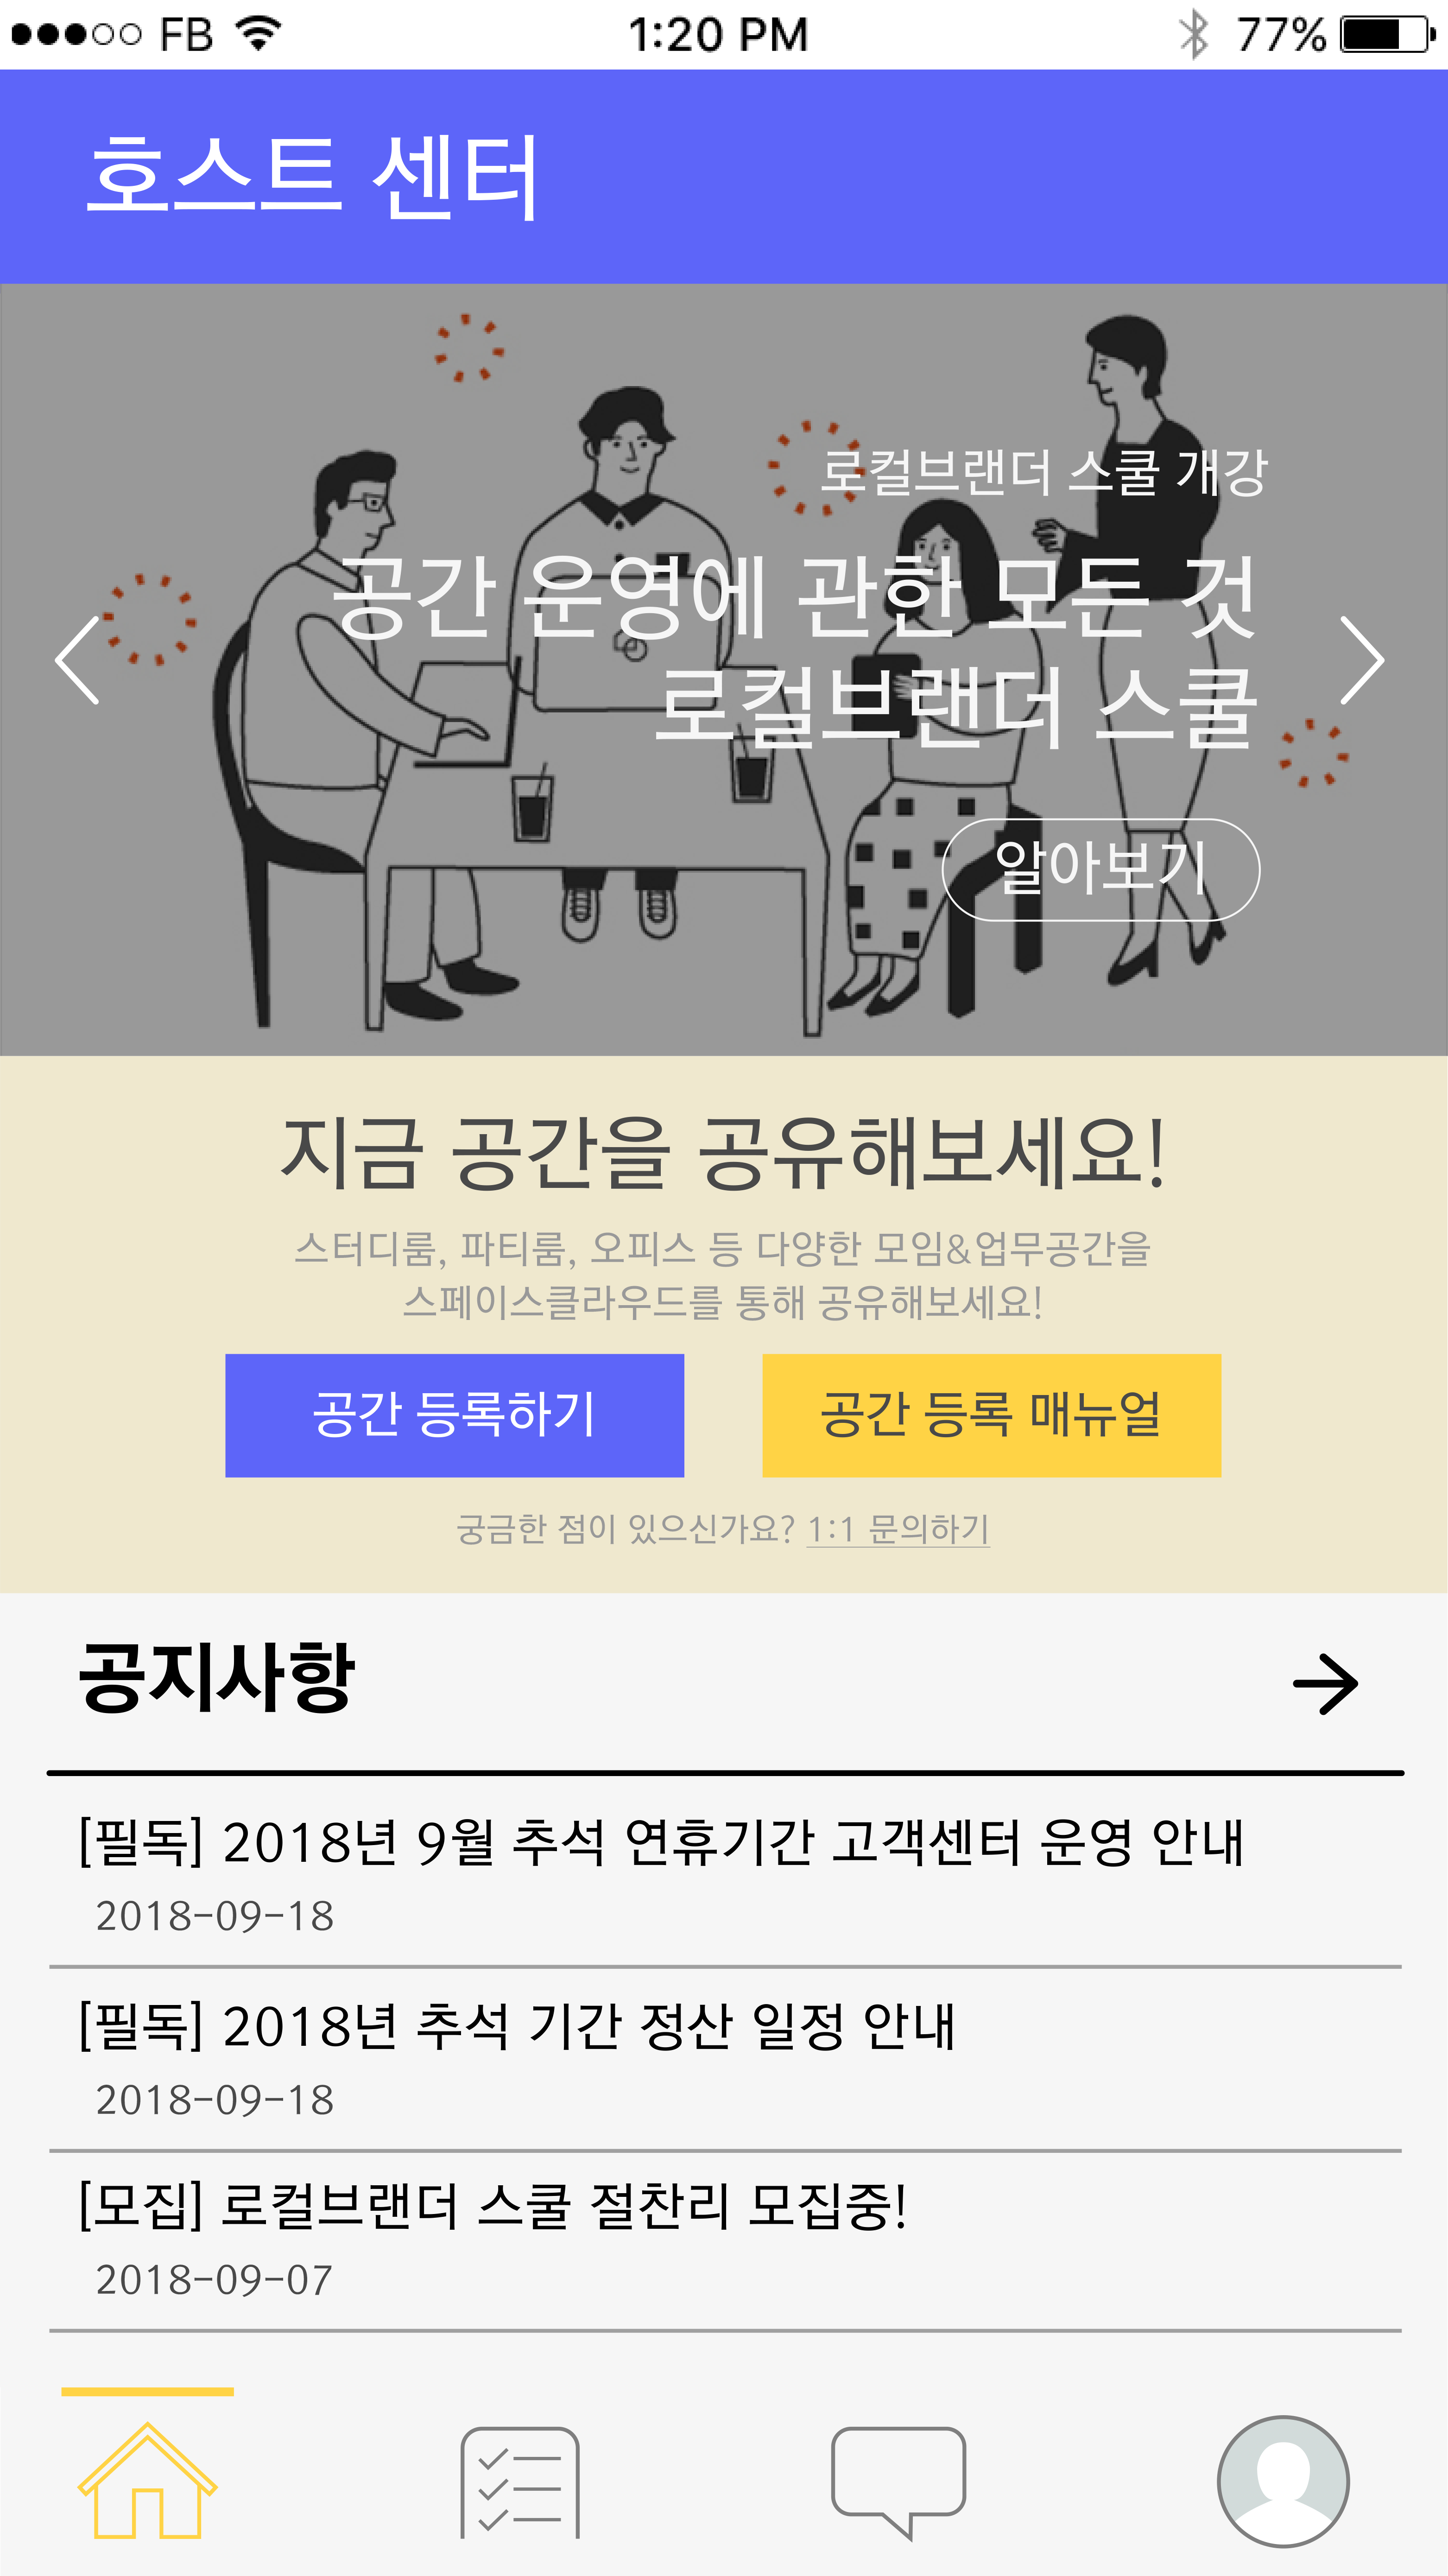 FB 1:20 PM 77%
호스트 센터
로컬브랜더 스쿨 개강
공간 운영에 관한 모든 것
로컬브랜더 스쿨
알아보기
지금 공간을 공유해보세요!
스터디룸, 파티룸, 오피스 등 다양한 모임&업무공간을
스페이스클라우드를 통해 공유해보세요!
공간 등록하기
공간 등록 매뉴얼
궁금한 점이 있으신가요? 1:1 문의하기
공지사항
[필독] 2018년 9월 추석 연휴기간 고객센터 운영 안내
2018-09-18
[필독] 2018년 추석 기간 정산 일정 안내
2018-09-18
[모집] 로컬브랜더 스쿨 절찬리 모집중!
2018-09-07